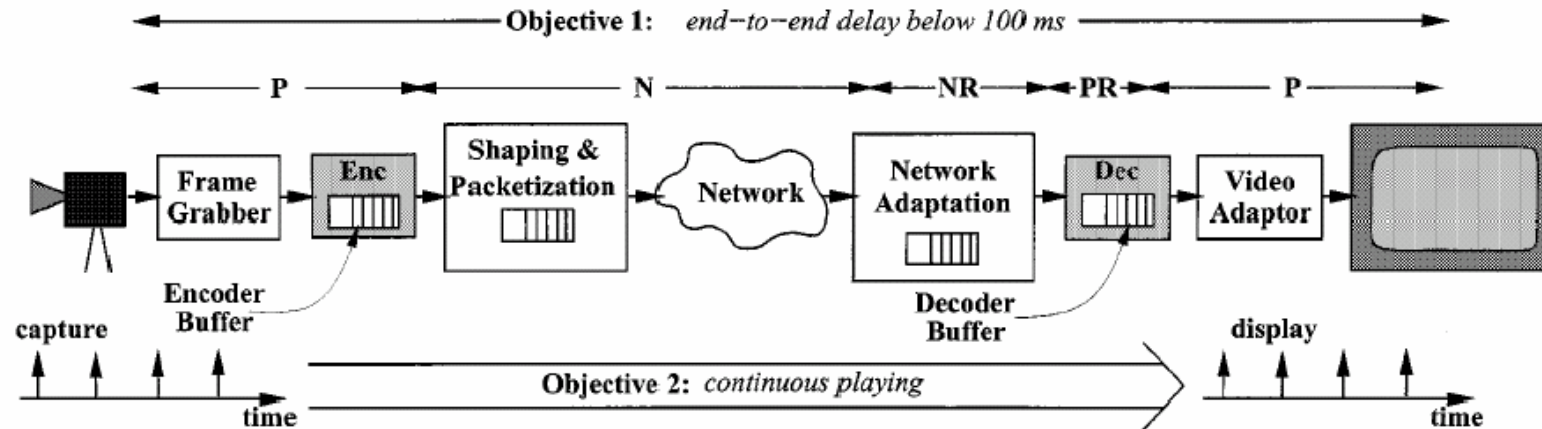 Objective 1: end-to-end delay below 100 ms
P N NR PR P
Frame
Grabber
Enc
Shaping &
Packetization
Network
Network
Adaptation
Dec
Video
Adaptor
Encoder
Buffer
Decoder
Buffer
capture
time
Objective 2: continuous playing
display
time